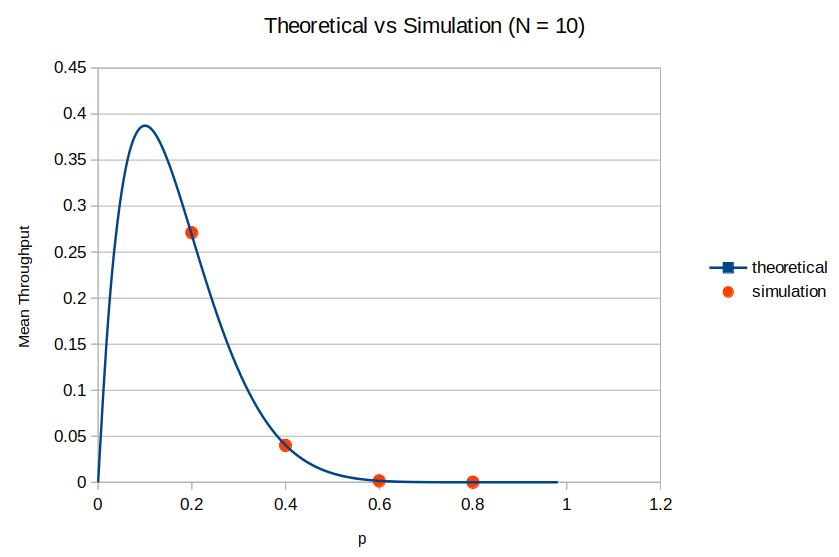 Theoretical vs Simulation (N = 10)
0.45
0.4
0.35
0.3
0.25
0.2
0.15
0.1
0.05
0
Mean Throughput
0 0.2 0.4 0.6 0.8 1 1.2
p
theoretical
simulation